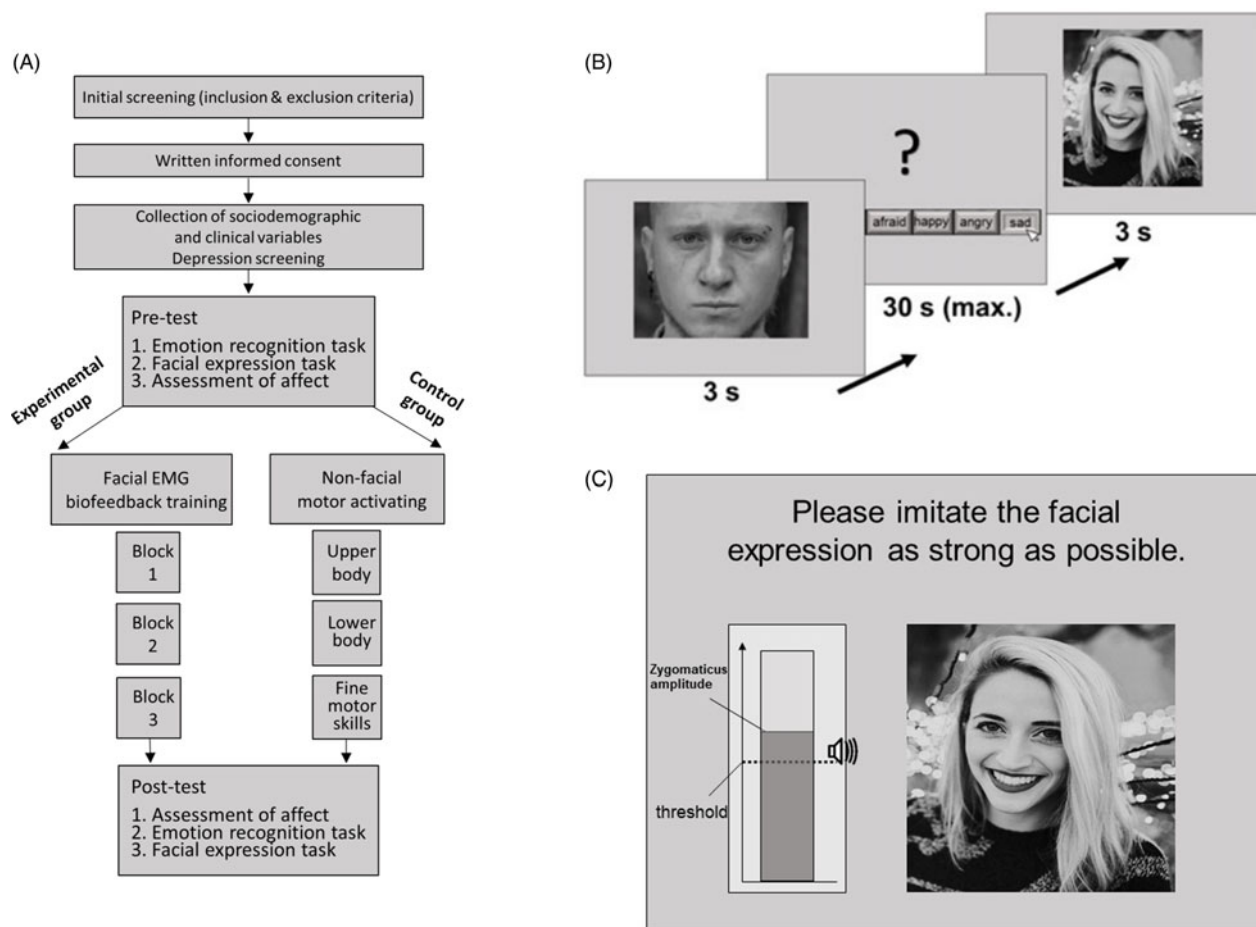 (A)
Initial screening (inclusion & exclusion criteria)
Written informed consent
Collection of sociodemographic
and clinical variables
Depression screening
Pre-test
1. Emotion recognition task
2. Facial expression task
3. Assessment of affect
Experimental
group
Control
group
Facial EMG
biofeedback training
Non-facial
motor activating
Block
1
Upper
body
Block
2
Lower
body
Block
3
Fine
motor
skills
Post-test
1. Assessment of affect
2. Emotion recognition task
3. Facial expression task
(B)
?
afraid happy angry sad
3 s
30 s (max.)
3 s
(C)
Please imitate the facial
expression as strong as possible.
Zygomaticus
amplitude
threshold